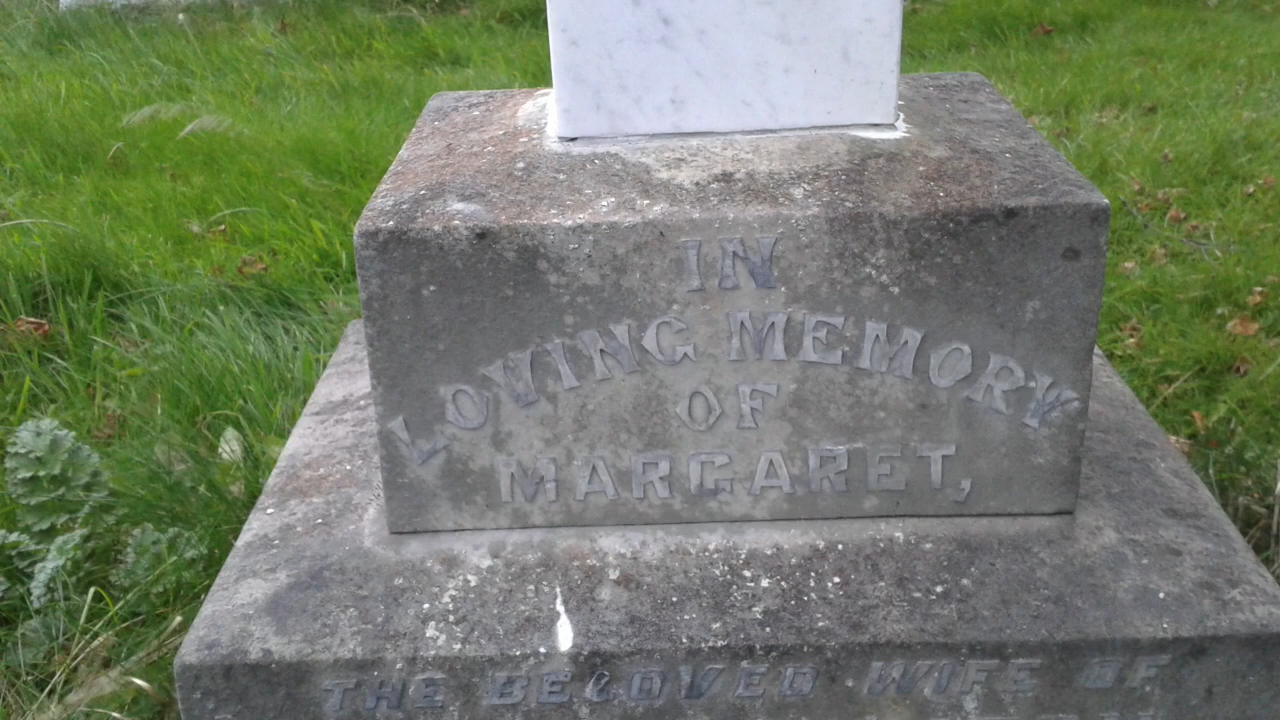 IN
LOVING MEMORY
OF
MARGARET,
THE BELOVED WIFE OF